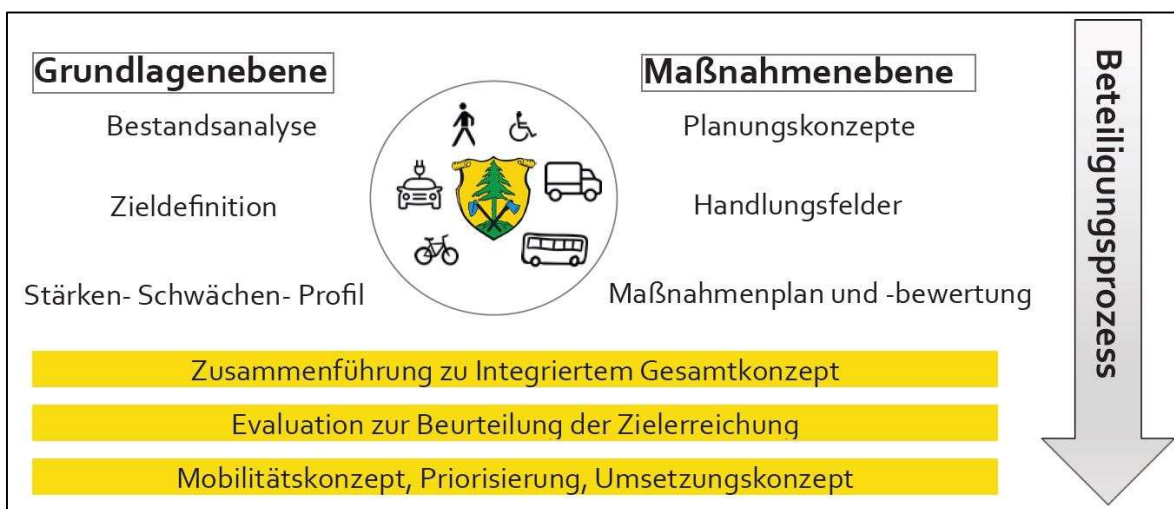 Grundlagenebene
Bestandsanalyse
Zieldefinition
Stärken- Schwächen- Profil
Maßnahmenebene
Planungskonzepte
Handlungsfelder
Maßnahmenplan und -bewertung
Zusammenführung zu Integriertem Gesamtkonzept
Evaluation zur Beurteilung der Zielerreichung
Mobilitätskonzept, Priorisierung, Umsetzungskonzept
Beteiligungsprozess